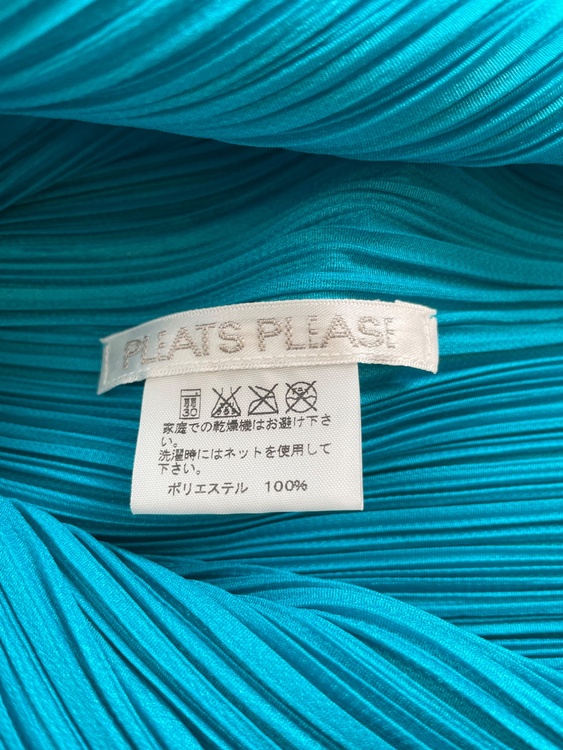 PLEATS PLEASE
30
家庭での乾燥機はお避け下さ
い。
洗濯時にはネットを使用して
下さい。
ポリエステル 100%